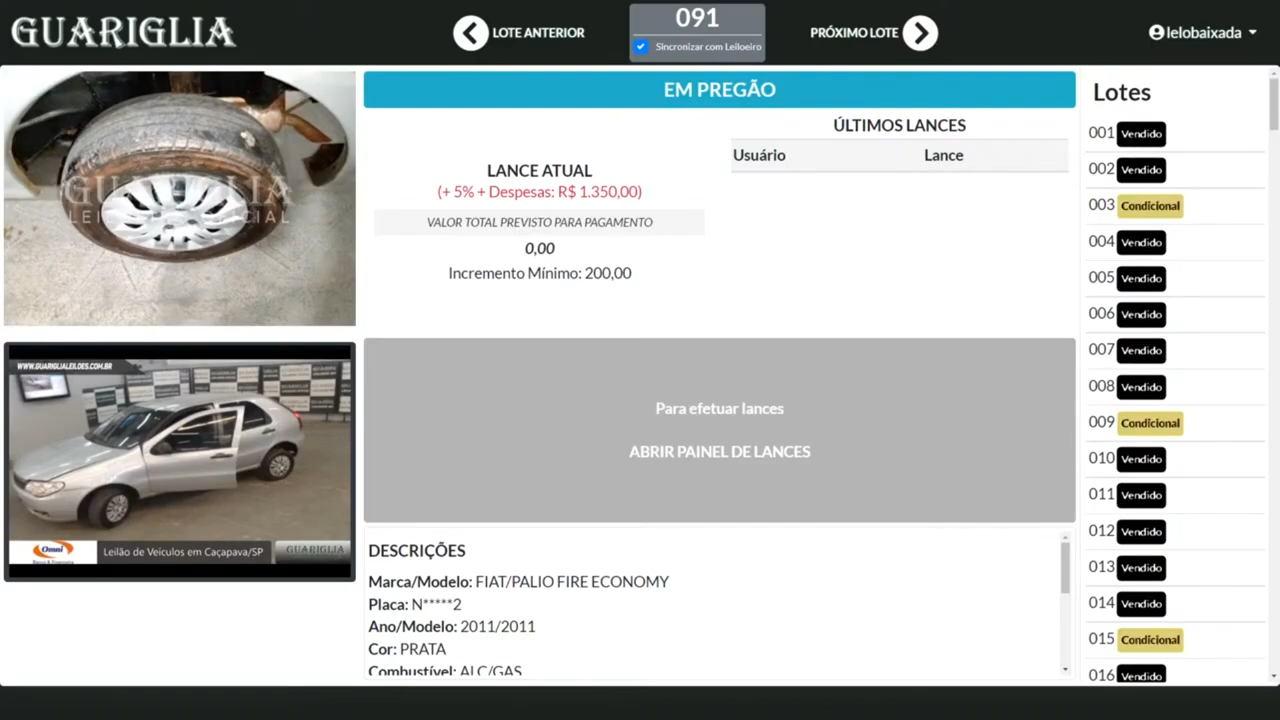 GUARIGLIA
LOTE ANTERIOR
091
Sincronizar com Leiloeiro
PRÓXIMO LOTE
lelobaixada
GUARIGLIA
WWW.GUARIGLIALEILOES.COM.BR
Omni
Leilão de Veículos em Caçapava/SP
GUARIGLIA
EM PREGÃO
LANCE ATUAL
(+ 5% + Despesas: R$ 1.350,00)
VALOR TOTAL PREVISTO PARA PAGAMENTO
0,00
Incremento Mínimo: 200,00
ÚLTIMOS LANCES
Usuário Lance
Para efetuar lances
ABRIR PAINEL DE LANCES
DESCRIÇÕES
Marca/Modelo: FIAT/PALIO FIRE ECONOMY
Placa: N*****2
Ano/Modelo: 2011/2011
Cor: PRATA
Combustível: ALC/GAS
Lotes
001 Vendido
002 Vendido
003 Condicional
004 Vendido
005 Vendido
006 Vendido
007 Vendido
008 Vendido
009 Condicional
010 Vendido
011 Vendido
012 Vendido
013 Vendido
014 Vendido
015 Condicional
016 Vendido